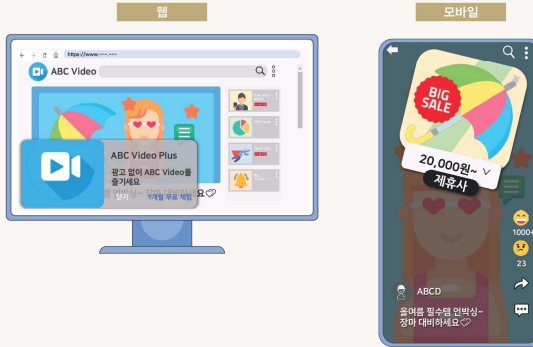 웹
https://www.---.---
ABC Video
ABC Video Plus
광고 없이 ABC Video를
즐기세요
닫기
1개월 무료 체험
모바일
BIG
SALE
20,000원~
제휴사
1000+
23
ABCD
올여름 필수템 언박싱~
장마 대비하세요♡